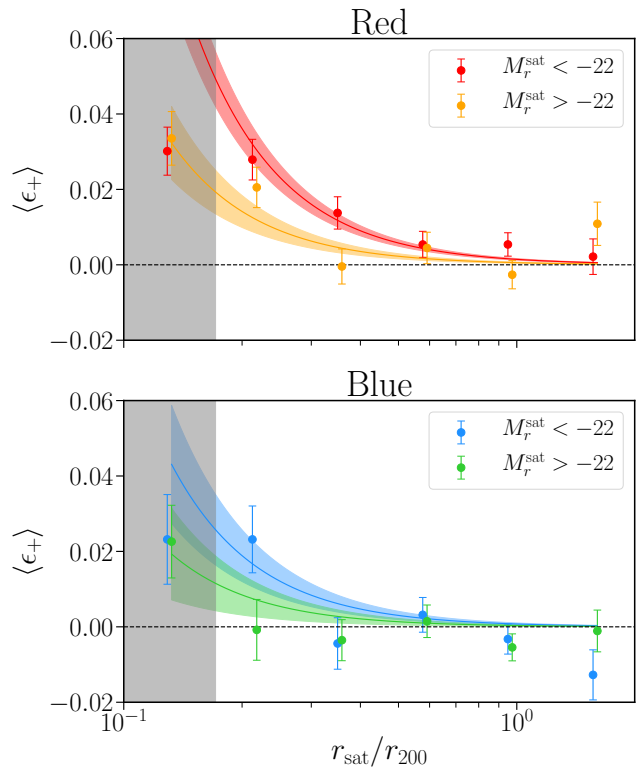 Red
0.06
0.04
0.02
0.00
−0.02
⟨ϵ₊⟩
M_r^sat < −22
M_r^sat > −22
Blue
0.06
0.04
0.02
0.00
−0.02
⟨ϵ₊⟩
M_r^sat < −22
M_r^sat > −22
10⁻¹
10⁰
r_sat/r_200